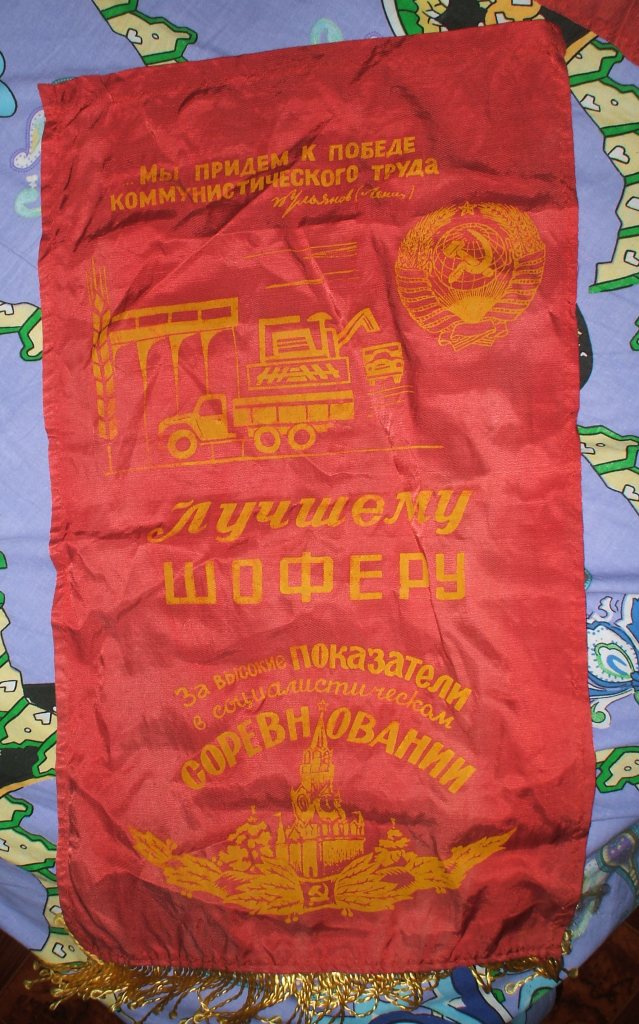 „МЫ ПРИДЕМ К ПОБЕДЕ
КОММУНИСТИЧЕСКОГО ТРУДА
В Ульянов (Ленин)
Лучшему
ШОФЕРУ
За высокие ПОКАЗАТЕЛИ
в социалистическом
СОРЕВНОВАНИИ